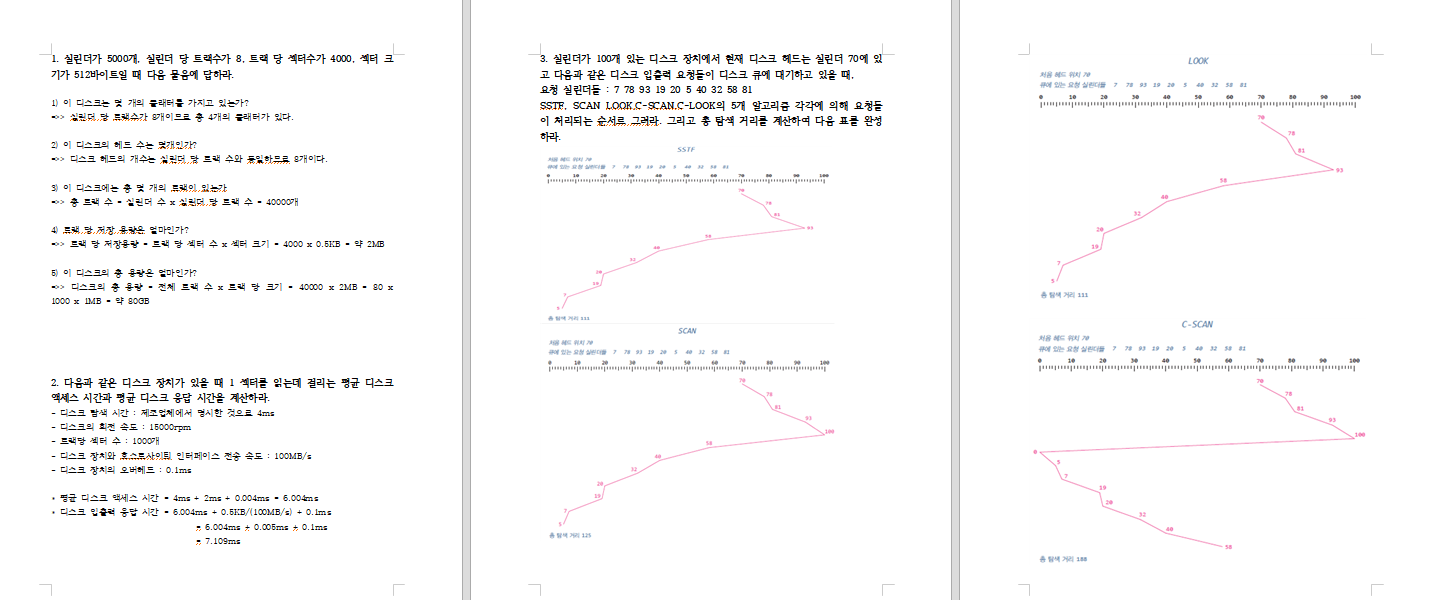 1. 실린더가 5000개, 실린더 당 트랙수가 8, 트랙 당 섹터수가 4000, 섹터 크
기가 512바이트일 때 다음 물음에 답하라.
1) 이 디스크는 몇 개의 플래터를 가지고 있는가?
=>> 실린더 당 트랙수가 8개이므로 총 4개의 플래터가 있다.
2) 이 디스크의 헤드 수는 몇개인가?
=>> 디스크 헤드의 개수는 실린더 당 트랙 수와 동일하므로 8개이다.
3) 이 디스크에는 총 몇 개의 트랙이 있는가
=>> 총 트랙 수 = 실린더 수 x 실린더 당 트랙 수 = 40000개
4) 트랙 당 저장 용량은 얼마인가?
=>> 트랙 당 저장용량 = 트랙 당 섹터 수 x 섹터 크기 = 4000 x 0.5KB = 약 2MB
5) 이 디스크의 총 용량은 얼마인가?
=>> 디스크의 총 용량 = 전체 트랙 수 x 트랙 당 크기 = 40000 x 2MB = 80 x
1000 x 1MB = 약 80GB
2. 다음과 같은 디스크 장치가 있을 때 1 섹터를 읽는데 걸리는 평균 디스크
액세스 시간과 평균 디스크 응답 시간을 계산하라.
- 디스크 탐색 시간 : 제조업체에서 명시한 것으로 4ms
- 디스크의 회전 속도 : 15000rpm
- 트랙당 섹터 수 : 1000개
- 디스크 장치와 호스트사이의 인터페이스 전송 속도 : 100MB/s
- 디스크 장치의 오버헤드 : 0.1ms
* 평균 디스크 액세스 시간 = 4ms + 2ms + 0.004ms = 6.004ms
* 디스크 입출력 응답 시간 = 6.004ms + 0.5KB/(100MB/s) + 0.1ms
= 6.004ms + 0.005ms + 0.1ms
= 7.109ms
3. 실린더가 100개 있는 디스크 장치에서 현재 디스크 헤드는 실린더 70에 있
고 다음과 같은 디스크 입출력 요청들이 디스크 큐에 대기하고 있을 때,
요청 실린더들 : 7 78 93 19 20 5 40 32 58 81
SSTF, SCAN LOOK,C-SCAN,C-LOOK의 5개 알고리즘 각각에 의해 요청들
이 처리되는 순서로 그려라. 그리고 총 탐색 거리를 계산하여 다음 표를 완성
하라.
SSTF
처음 헤드 위치 70
큐에 있는 요청 실린더들 7 78 93 19 20 5 40 32 58 81
0 10 20 30 40 50 60 70 80 90 100
70
78
81
93
58
40
32
20
19
7
5
총 탐색 거리 111
SCAN
처음 헤드 위치 70
큐에 있는 요청 실린더들 7 78 93 19 20 5 40 32 58 81
0 10 20 30 40 50 60 70 80 90 100
70
78
81
93
100
58
40
32
20
19
7
5
총 탐색 거리 125
LOOK
처음 헤드 위치 70
큐에 있는 요청 실린더들 7 78 93 19 20 5 40 32 58 81
0 10 20 30 40 50 60 70 80 90 100
70
78
81
93
58
40
32
20
19
7
5
총 탐색 거리 111
C-SCAN
처음 헤드 위치 70
큐에 있는 요청 실린더들 7 78 93 19 20 5 40 32 58 81
0 10 20 30 40 50 60 70 80 90 100
70
78
81
93
100
0
5
7
19
20
32
40
58
총 탐색 거리 188